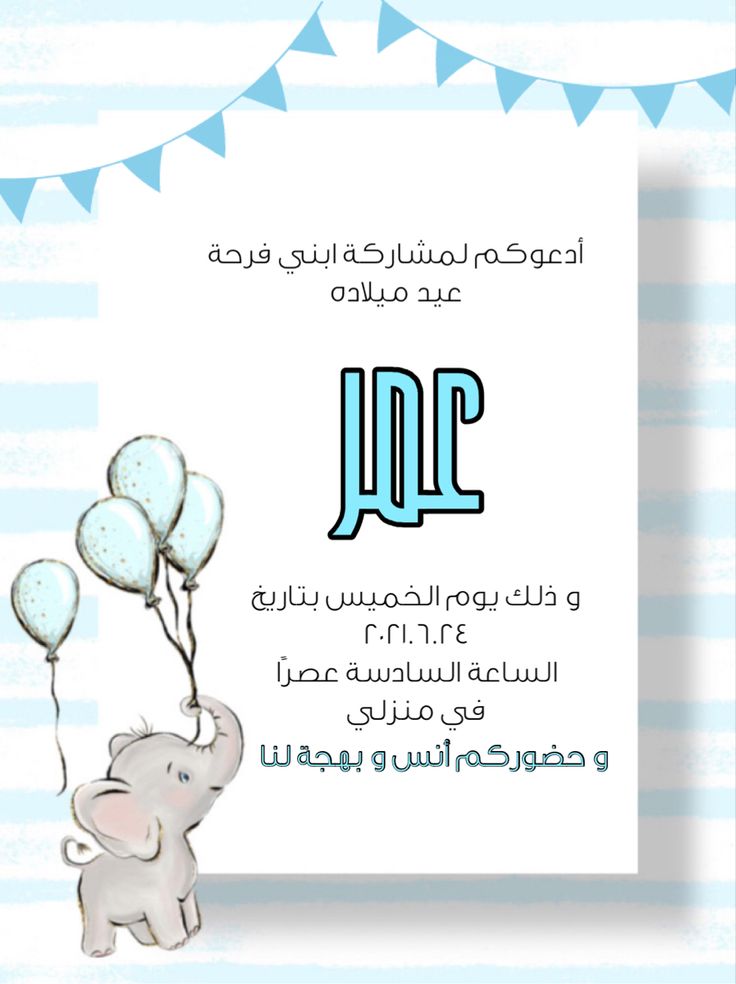 أدعوكم لمشاركة ابني فرحة
عيد ميلاده
عمر
و ذلك يوم الخميس بتاريخ
٢٠٢١.٦.٢٤
الساعة السادسة عصرًا
في منزلي
و حضوركم أنس و بهجة لنا